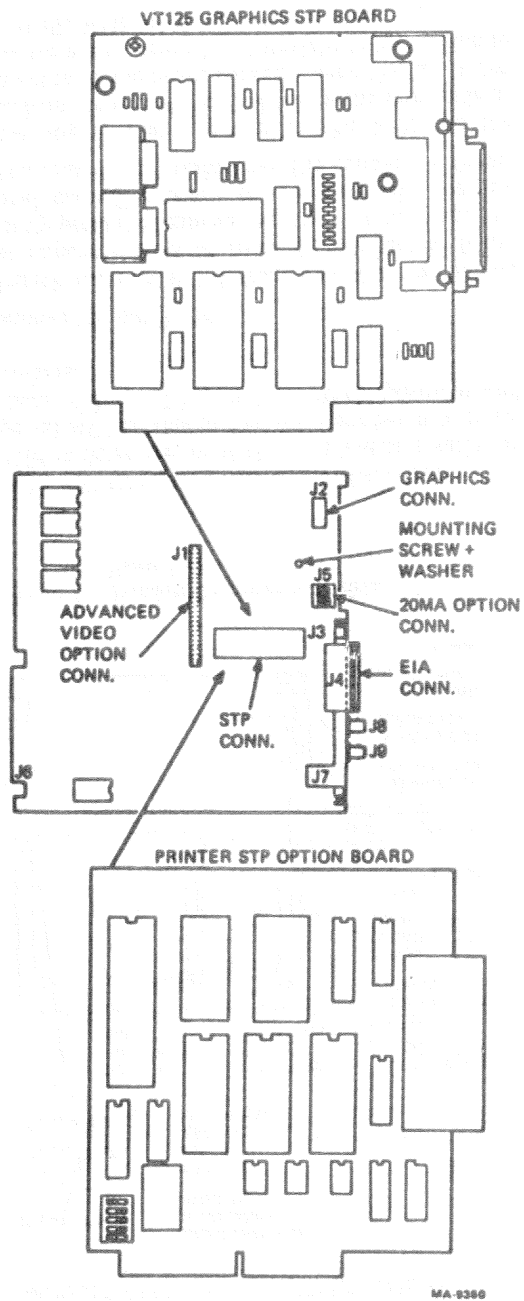 VT125 GRAPHICS STP BOARD
J2
GRAPHICS
CONN.
MOUNTING
SCREW +
WASHER
J1
J5
20MA OPTION
CONN.
ADVANCED
VIDEO
OPTION
CONN.
J3
J4
EIA
CONN.
STP
CONN.
J8
J9
J6
J7
PRINTER STP OPTION BOARD
MA-9366